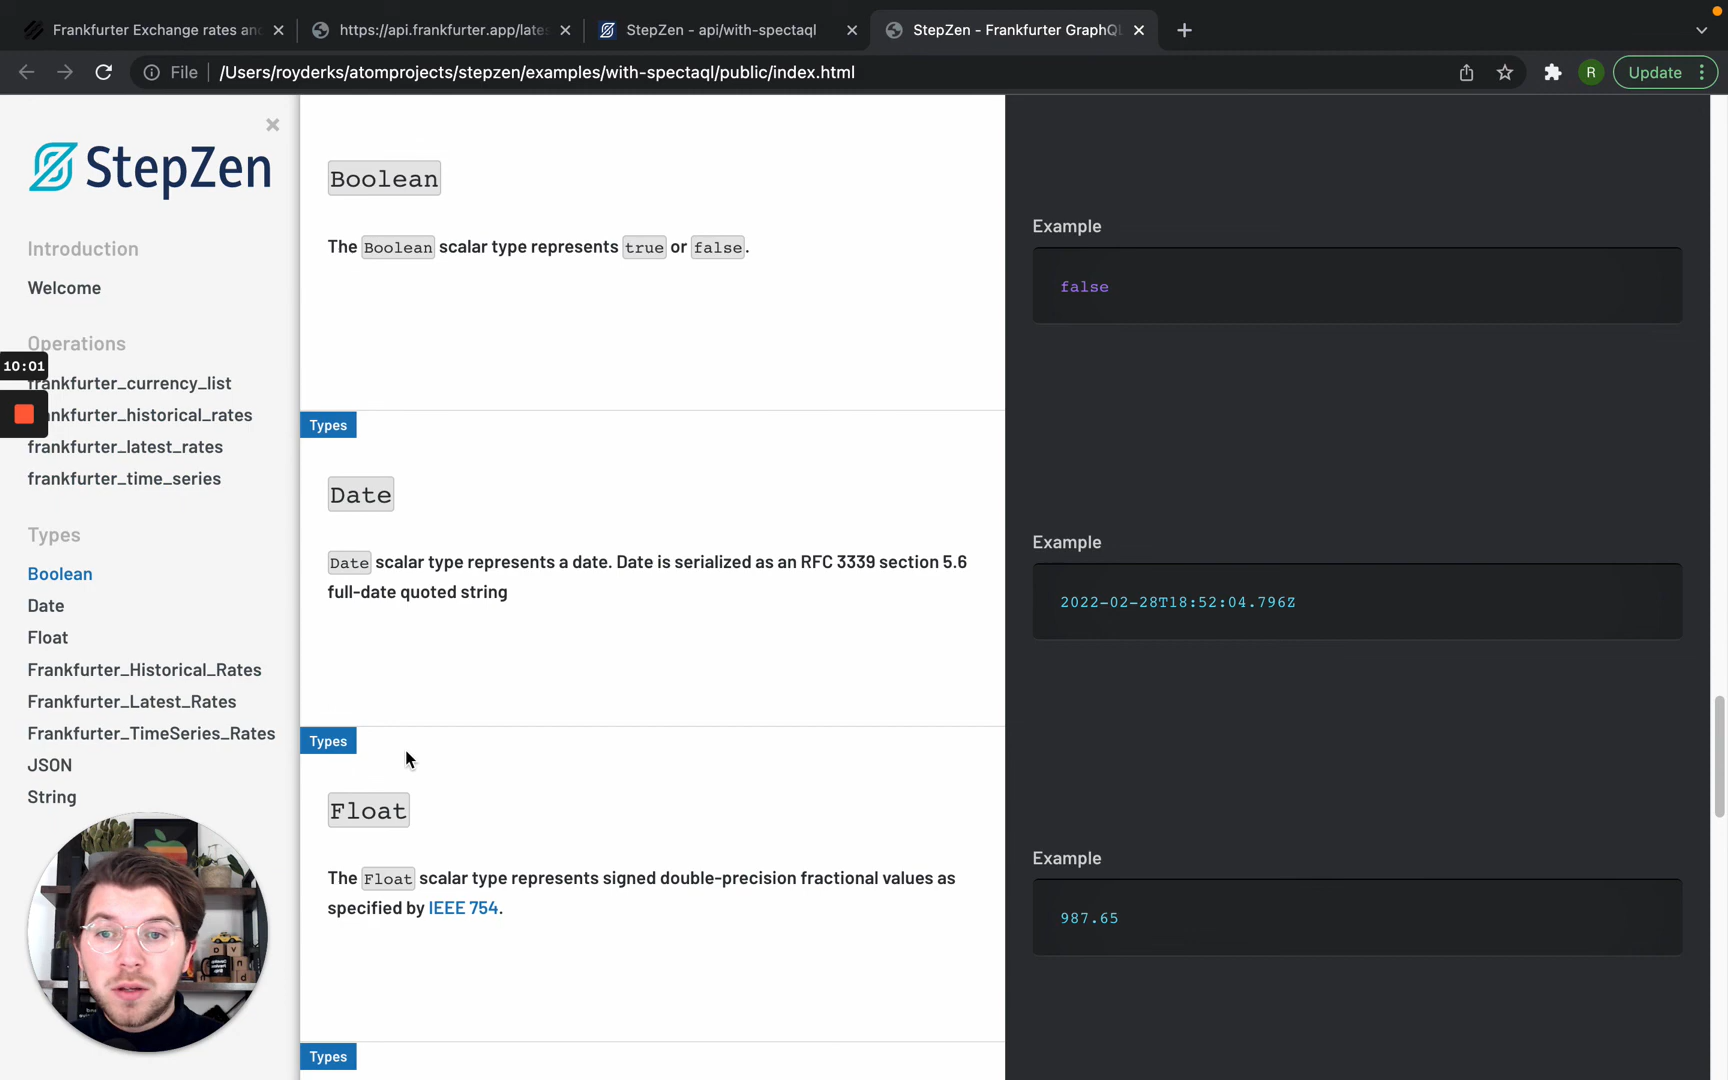 Frankfurter Exchange rates and
https://api.frankfurter.app/lates
StepZen - api/with-spectaql
StepZen - Frankfurter GraphQL
File
/Users/royderks/atomprojects/stepzen/examples/with-spectaql/public/index.html
R
Update
StepZen
Introduction
Welcome
Operations
10:01
frankfurter_currency_list
nkfurter_historical_rates
frankfurter_latest_rates
frankfurter_time_series
Types
Boolean
Date
Float
Frankfurter_Historical_Rates
Frankfurter_Latest_Rates
Frankfurter_TimeSeries_Rates
JSON
String
Boolean
The Boolean scalar type represents true or false.
Types
Date
Date scalar type represents a date. Date is serialized as an RFC 3339 section 5.6
full-date quoted string
Types
Float
The Float scalar type represents signed double-precision fractional values as
specified by IEEE 754.
Types
Example
false
Example
2022-02-28T18:52:04.796Z
Example
987.65